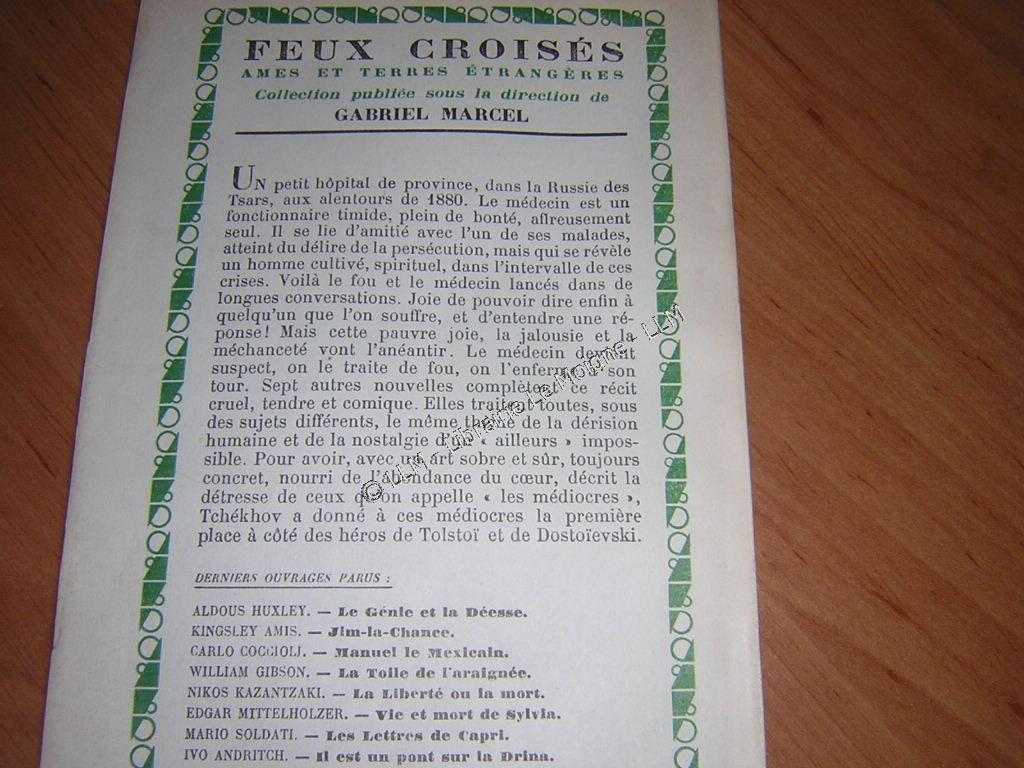 FEUX CROISÉS
AMES ET TERRES ÉTRANGÈRES
Collection publiée sous la direction de
GABRIEL MARCEL
UN petit hôpital de province, dans la Russie des
Tsars, aux alentours de 1880. Le médecin est un
fonctionnaire timide, plein de bonté, affreusement
seul. Il se lie d'amitié avec l'un de ses malades,
atteint du délire de la persécution, mais qui se révèle
un homme cultivé, spirituel, dans l'intervalle de ces
crises. Voilà le fou et le médecin lancés dans de
longues conversations. Joie de pouvoir dire enfin à
quelqu'un que l'on souffre, et d'entendre une ré-
ponse! Mais cette pauvre joie, la jalousie et la
méchanceté vont l'anéantir. Le médecin devient
suspect, on le traite de fou, on l'enferme à son
tour. Sept autres nouvelles complètent ce récit
cruel, tendre et comique. Elles traitent toutes, sous
des sujets différents, le même thème de la dérision
humaine et de la nostalgie d'un « ailleurs » impos-
sible. Pour avoir, avec un art sobre et sûr, toujours
concret, nourri de l'abondance du cœur, décrit la
détresse de ceux qu'on appelle « les médiocres »,
Tchékhov a donné à ces médiocres la première
place à côté des héros de Tolstoï et de Dostoïevski.
DERNIERS OUVRAGES PARUS :
ALDOUS HUXLEY. — Le Génie et la Déesse.
KINGSLEY AMIS. — Jim-la-Chance.
CARLO COCCIOLI. — Manuel le Mexicain.
WILLIAM GIBSON. — La Toile de l'araignée.
NIKOS KAZANTZAKI. — La Liberté ou la mort.
EDGAR MITTELHOLZER. — Vie et mort de Sylvia.
MARIO SOLDATI. — Les Lettres de Capri.
IVO ANDRITCH. — Il est un pont sur la Drina.
© LLM - Librairie Le Moigne - LLM